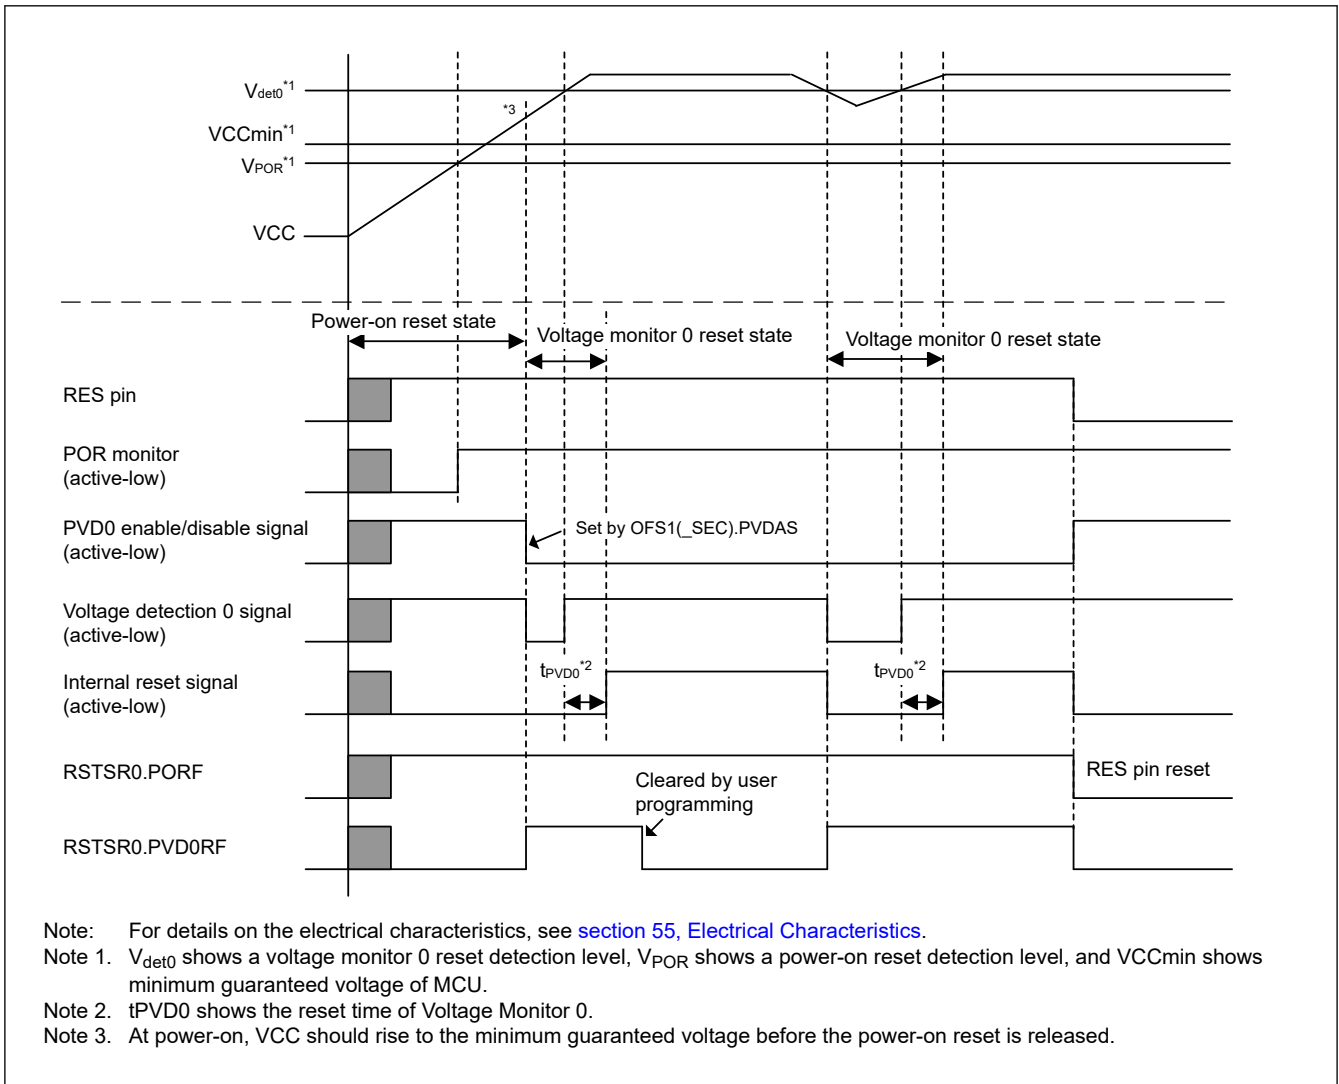 Vdet0*1
*3
VCCmin*1
VPOR*1
VCC
Power-on reset state
Voltage monitor 0 reset state
Voltage monitor 0 reset state
RES pin
POR monitor
(active-low)
PVD0 enable/disable signal
(active-low)
Set by OFS1(_SEC).PVDAS
Voltage detection 0 signal
(active-low)
tPVD0*2
tPVD0*2
Internal reset signal
(active-low)
RSTSR0.PORF
RES pin reset
Cleared by user
programming
RSTSR0.PVD0RF
Note: For details on the electrical characteristics, see section 55, Electrical Characteristics.
Note 1. Vdet0 shows a voltage monitor 0 reset detection level, VPOR shows a power-on reset detection level, and VCCmin shows
minimum guaranteed voltage of MCU.
Note 2. tPVD0 shows the reset time of Voltage Monitor 0.
Note 3. At power-on, VCC should rise to the minimum guaranteed voltage before the power-on reset is released.